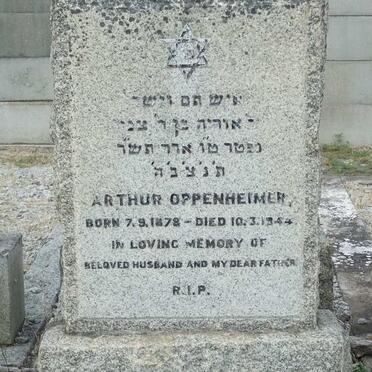 איש תם וישר
אוריה בן ר' צבי
נפטר ט"ו אדר תש"ד
ת'נ'צ'ב'ה'
ARTHUR OPPENHEIMER
BORN 7.9.1878 - DIED 10.3.1944
IN LOVING MEMORY OF
BELOVED HUSBAND AND MY DEAR FATHER
R.I.P.